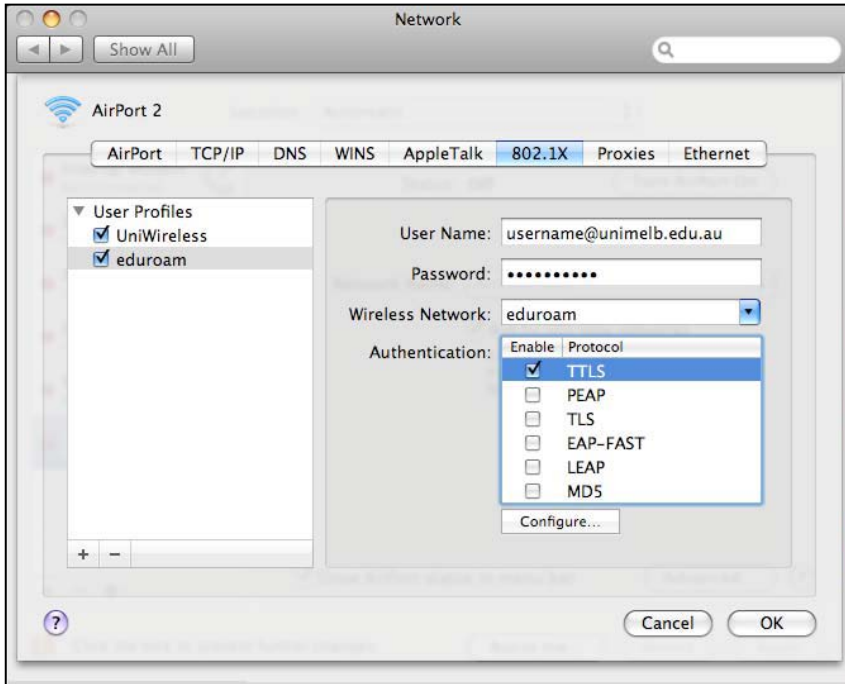 Network
Show All
AirPort 2
AirPort TCP/IP DNS WINS AppleTalk 802.1X Proxies Ethernet
User Profiles
UniWireless
eduroam
User Name: username@unimelb.edu.au
Password: ••••••••••
Wireless Network: eduroam
Authentication: Enable Protocol
TTLS
PEAP
TLS
EAP-FAST
LEAP
MD5
Configure...
+ −
? Cancel OK